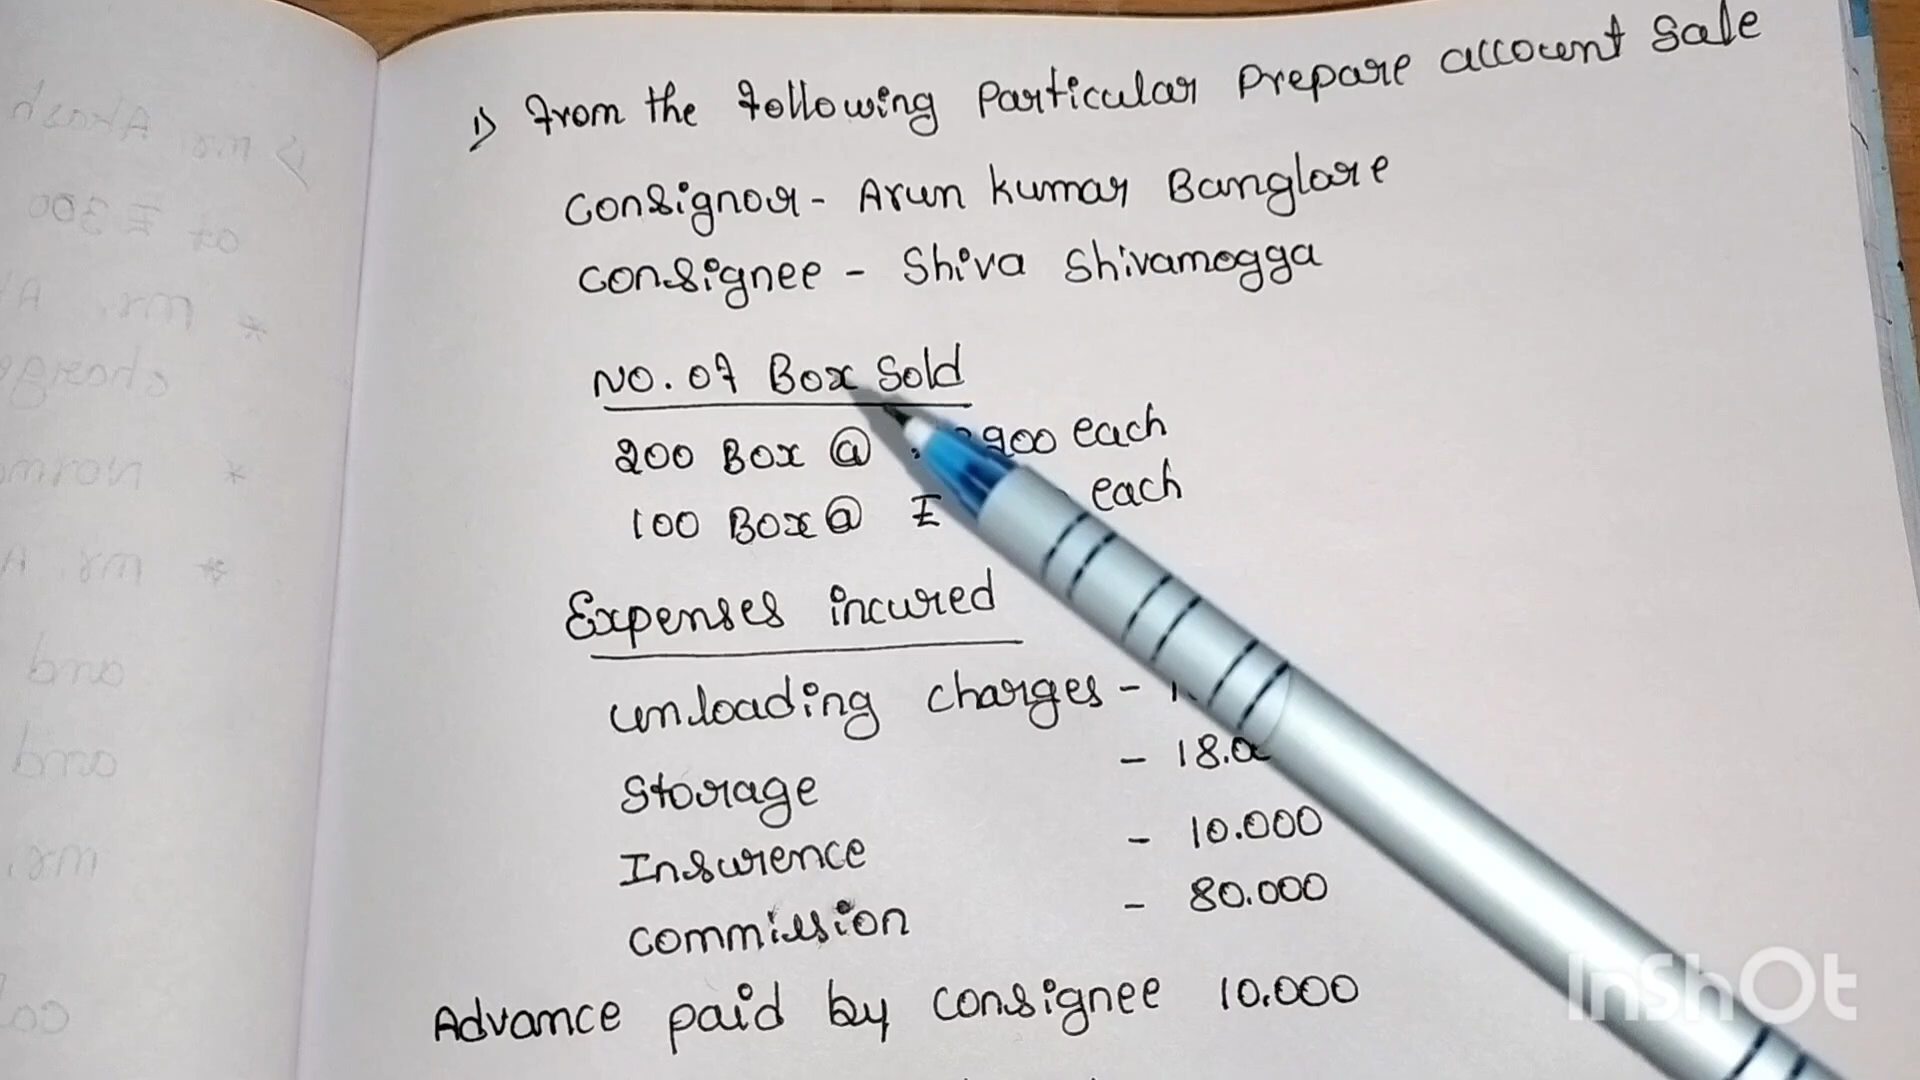 1) From the following Particular Prepare account Sale
Consignor - Arun Kumar Banglore
Consignee - Shiva Shivamogga
NO. Of Box Sold
200 Box @ 900 each
100 Box @ each
Expenses incured
unloading charges -
Storage - 18.0
Insurence - 10.000
commission - 80.000
Advance paid by consignee 10.000
InShOt